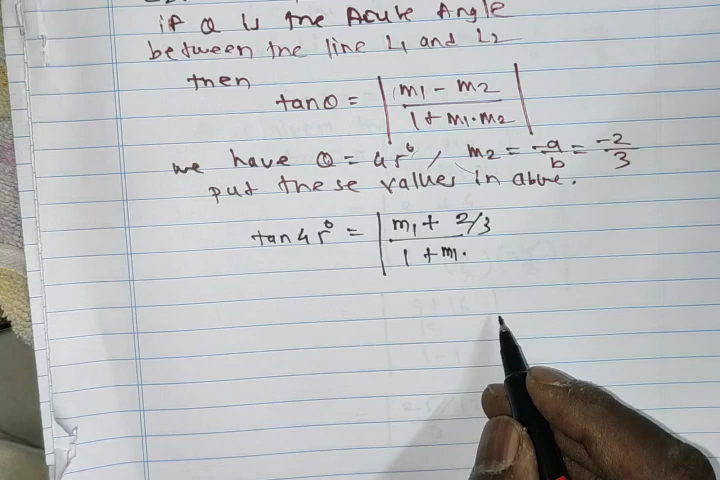 if θ is the Acute Angle
between the line L1 and L2
then
tanθ = | m1 - m2 / 1 + m1.m2 |
we have θ = 45°, m2 = -a/b = -2/3
put these values in above.
tan45° = | m1 + 2/3 / 1 + m1.